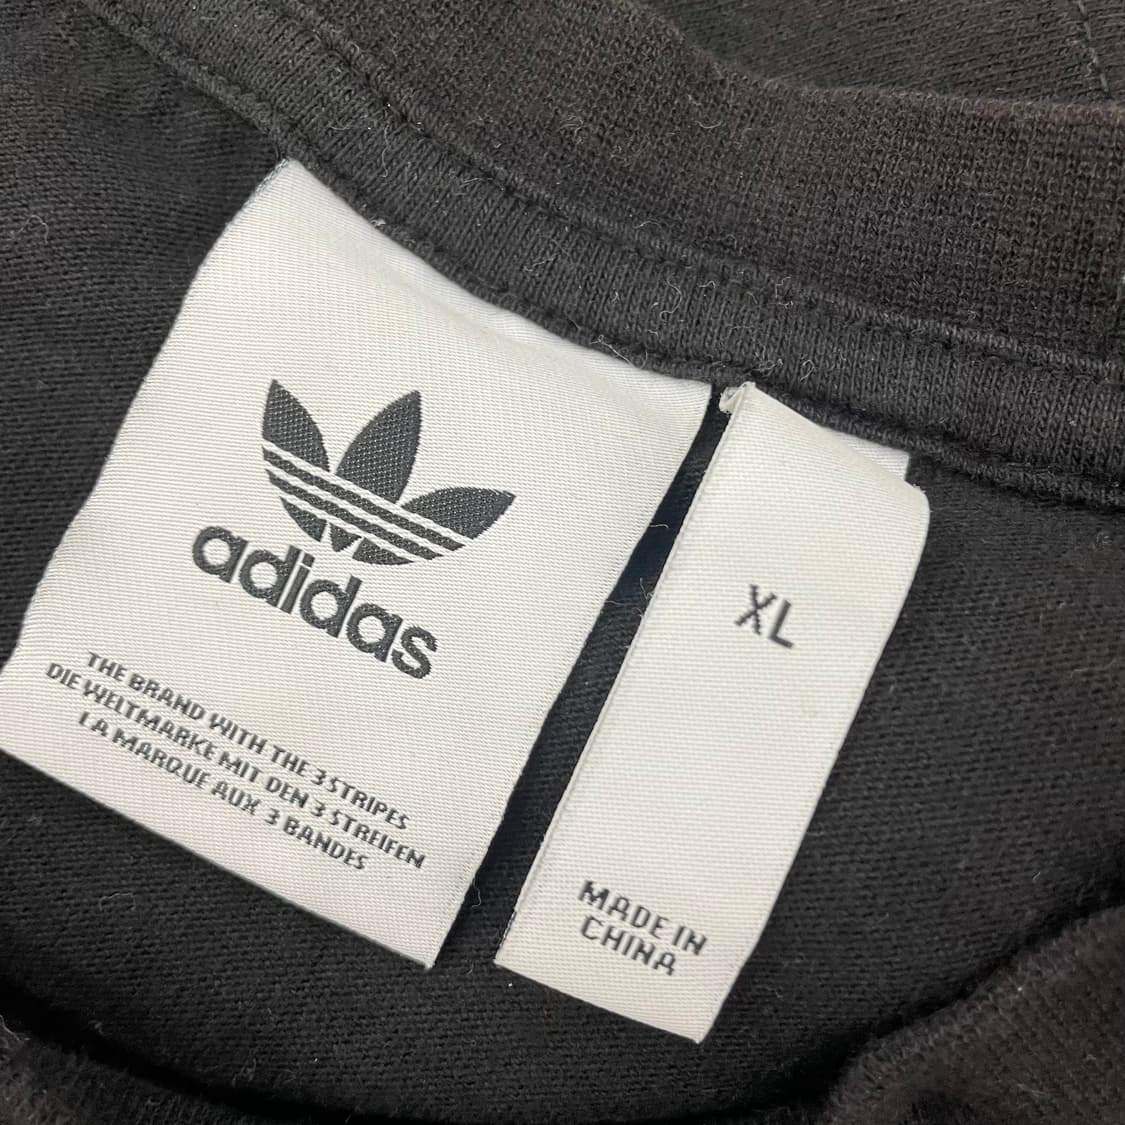 adidas
THE BRAND WITH THE 3 STRIPES
DIE WELTMARKE MIT DEN 3 STREIFEN
LA MARQUE AUX 3 BANDES
XL
MADE IN
CHINA